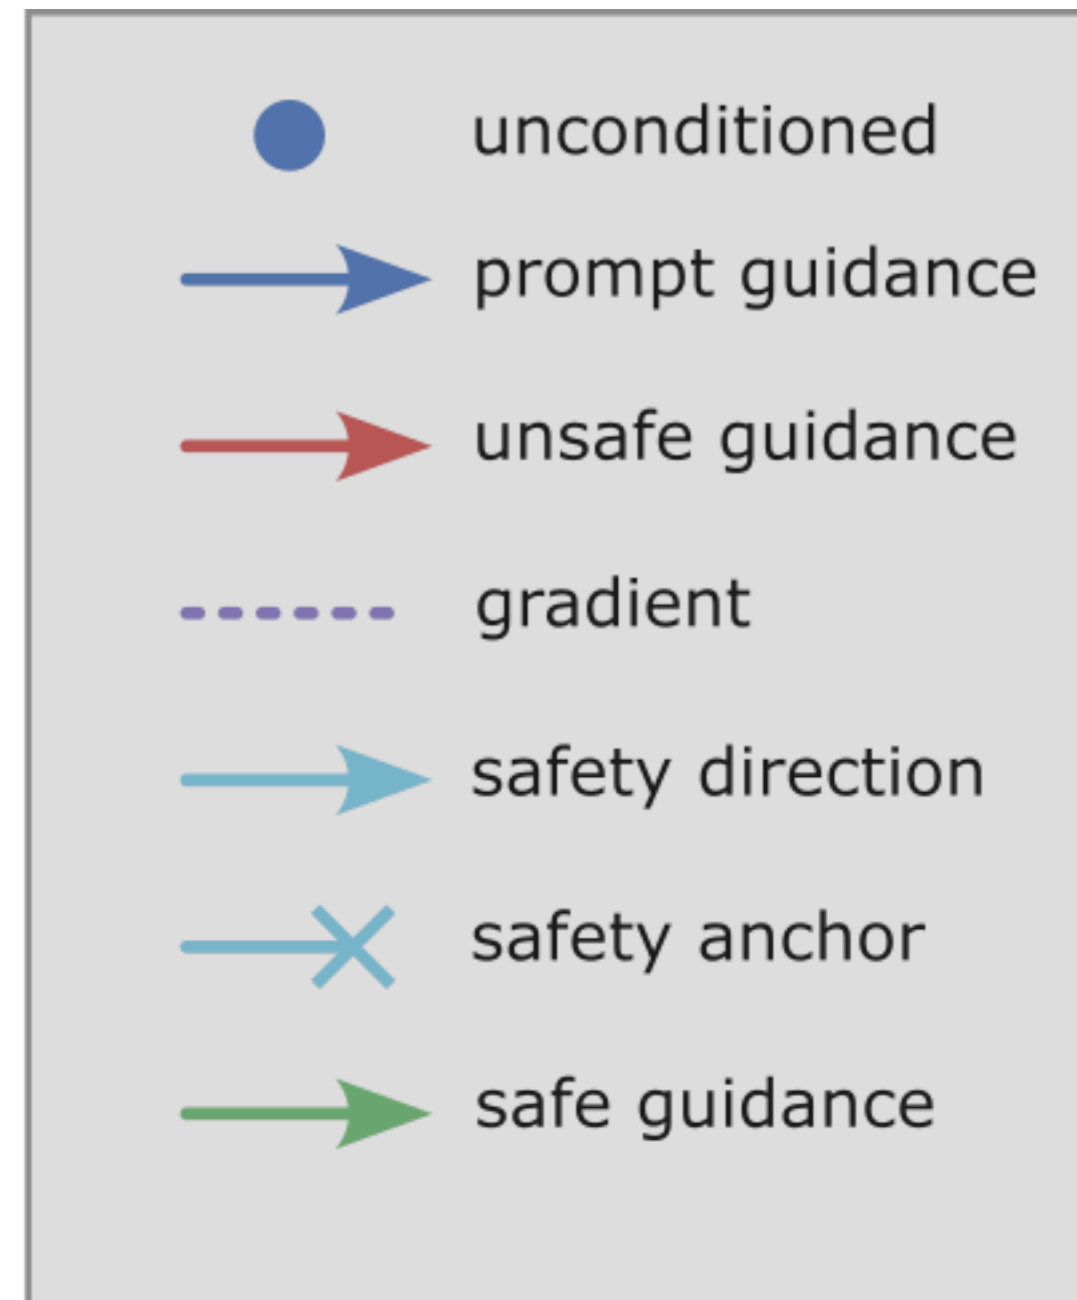 unconditioned
prompt guidance
unsafe guidance
gradient
safety direction
safety anchor
safe guidance